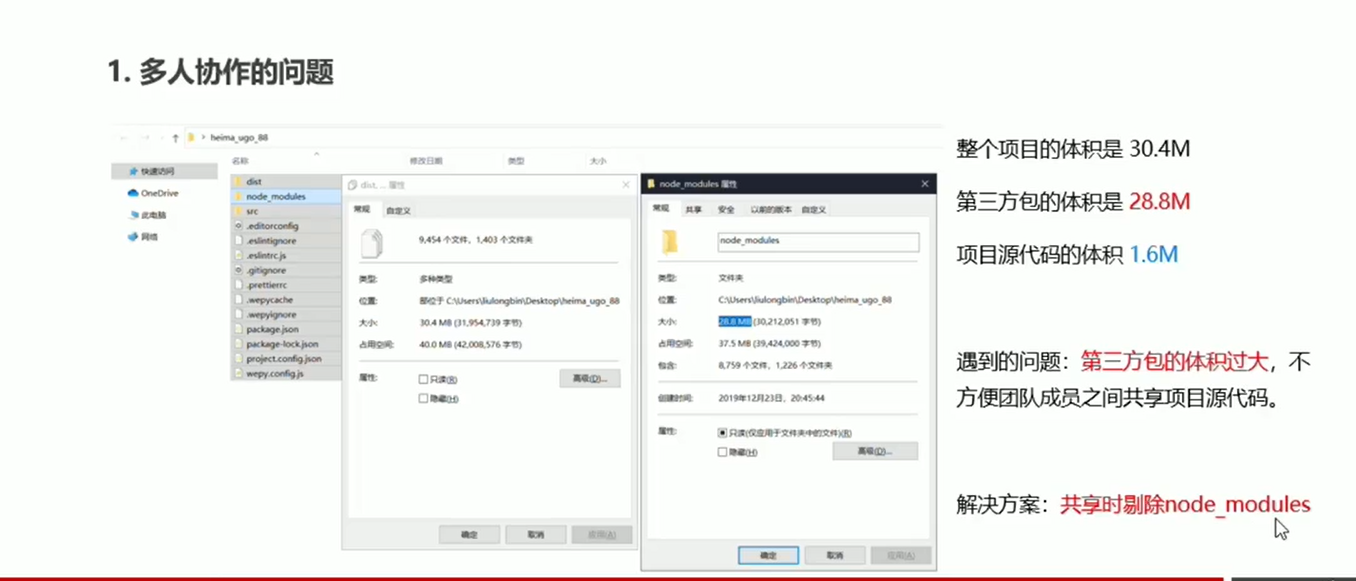 1. 多人协作的问题
heima_ugo_88
快速访问
OneDrive
此电脑
网络
名称 修改日期 类型 大小
dist
node_modules
src
.editorconfig
.eslintignore
.eslintrc.js
.gitignore
.prettierrc
.wepycache
.wepyignore
package.json
package-lock.json
project.config.json
wepy.config.js
dist, ... 属性
常规 自定义
9,454 个文件，1,403 个文件夹
类型: 多种类型
位置: 部位于 C:\Users\liulongbin\Desktop\heima_ugo_88
大小: 30.4 MB (31,954,739 字节)
占用空间: 40.0 MB (42,008,576 字节)
属性: 只读(R) 高级(D)...
隐藏(H)
确定 取消 应用(A)
node_modules 属性
常规 共享 安全 以前的版本 自定义
node_modules
类型: 文件夹
位置: C:\Users\liulongbin\Desktop\heima_ugo_88
大小: 28.8 MB (30,212,051 字节)
占用空间: 37.5 MB (39,424,000 字节)
包含: 8,759 个文件，1,226 个文件夹
创建时间: 2019年12月23日，20:45:44
属性: 只读(仅应用于文件夹中的文件)(R)
隐藏(H) 高级(D)...
确定 取消 应用(A)
整个项目的体积是 30.4M
第三方包的体积是 28.8M
项目源代码的体积 1.6M
遇到的问题：第三方包的体积过大，不
方便团队成员之间共享项目源代码。
解决方案：共享时剔除node_modules